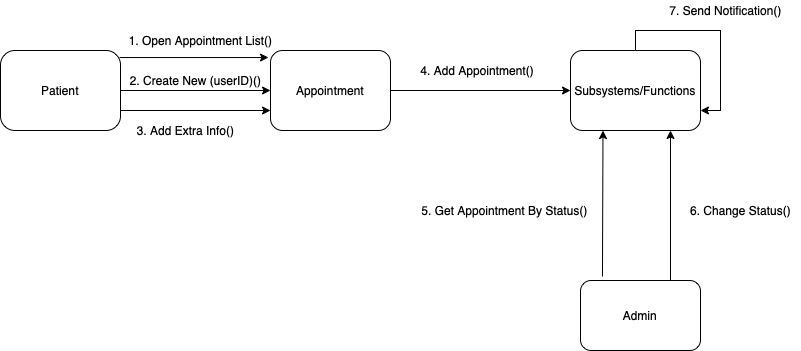 7. Send Notification()
1. Open Appointment List()
2. Create New (userID)()
4. Add Appointment()
Patient
Appointment
Subsystems/Functions
3. Add Extra Info()
5. Get Appointment By Status()
6. Change Status()
Admin